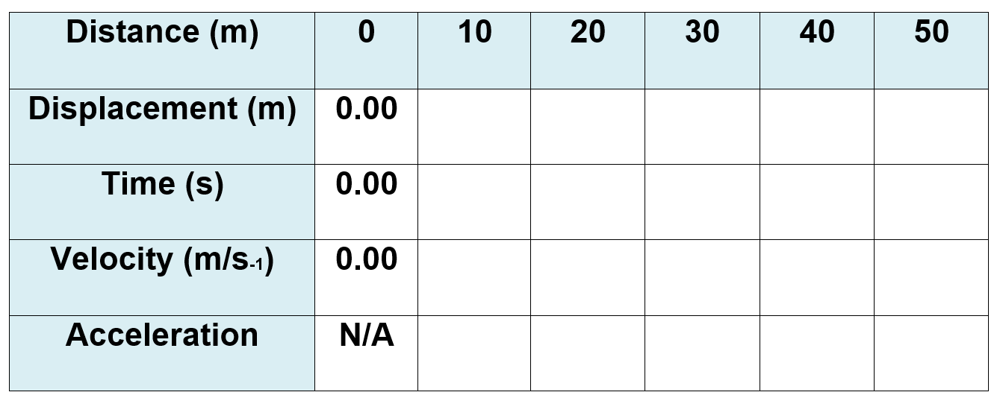 Distance (m) 0 10 20 30 40 50
Displacement (m) 0.00
Time (s) 0.00
Velocity (m/s-1) 0.00
Acceleration N/A